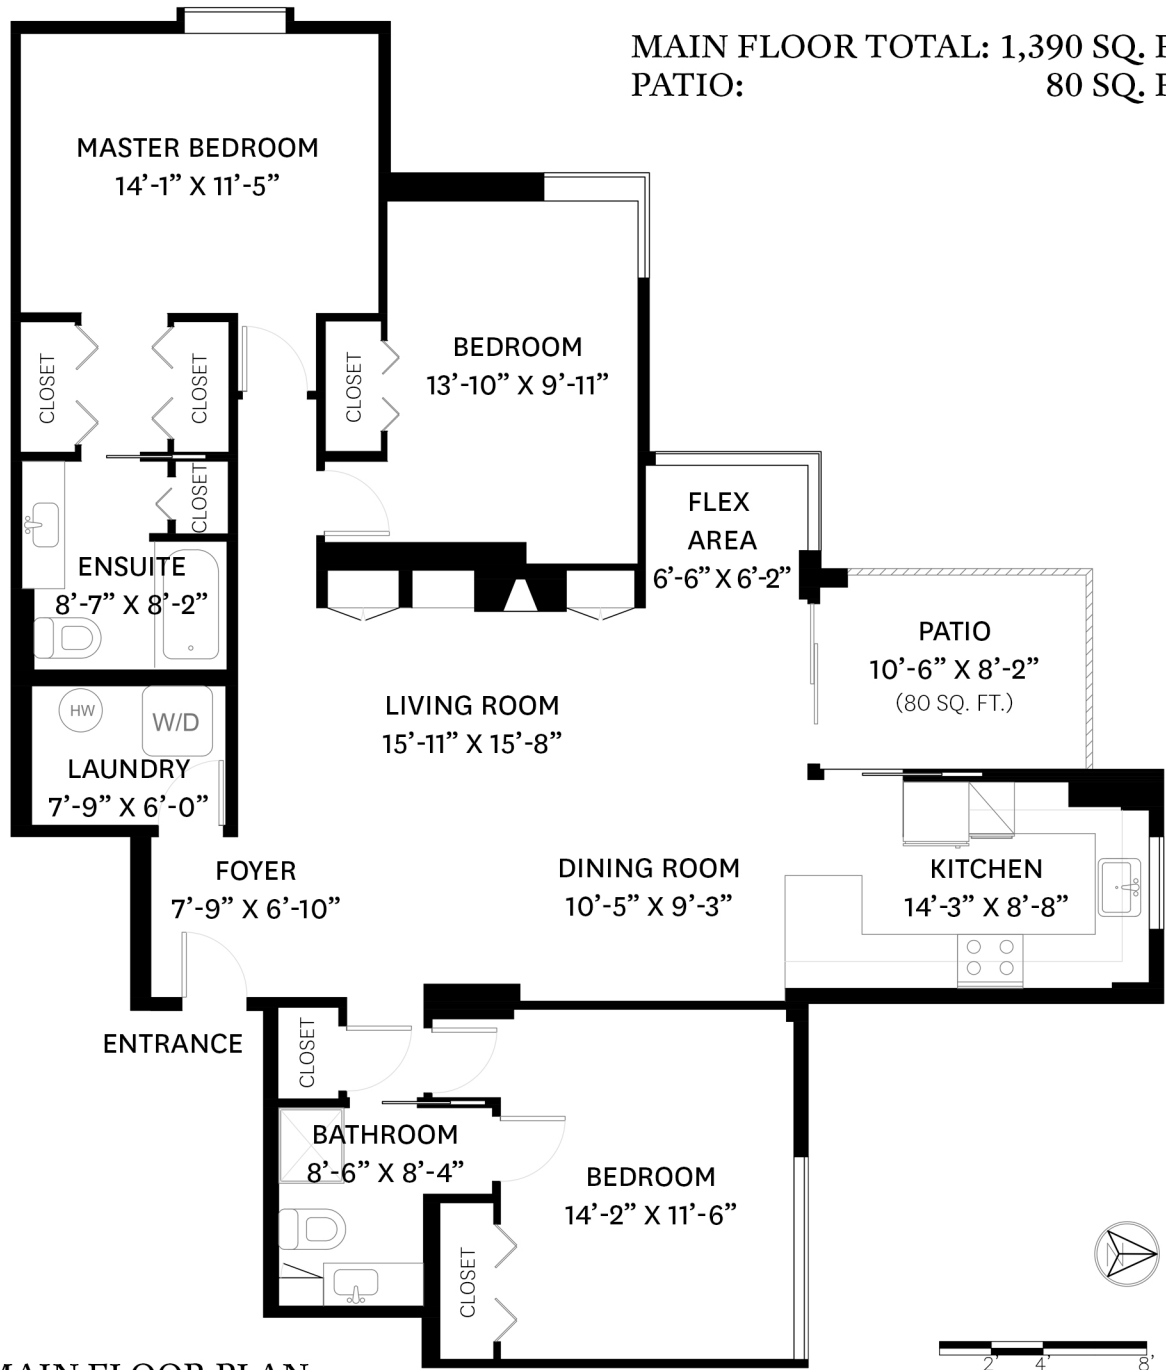 MAIN FLOOR TOTAL: 1,390 SQ. F
PATIO: 80 SQ. F
MASTER BEDROOM
14’-1” X 11’-5”
CLOSET
CLOSET
CLOSET
BEDROOM
13’-10” X 9’-11”
CLOSET
FLEX
AREA
6’-6” X 6’-2”
ENSUITE
8’-7” X 8’-2”
PATIO
10’-6” X 8’-2”
(80 SQ. FT.)
HW
W/D
LAUNDRY
7’-9” X 6’-0”
LIVING ROOM
15’-11” X 15’-8”
FOYER
7’-9” X 6’-10”
DINING ROOM
10’-5” X 9’-3”
KITCHEN
14’-3” X 8’-8”
ENTRANCE
CLOSET
BATHROOM
8’-6” X 8’-4”
BEDROOM
14’-2” X 11’-6”
CLOSET
N
2’ 4’ 8’
MAIN FLOOR PLAN